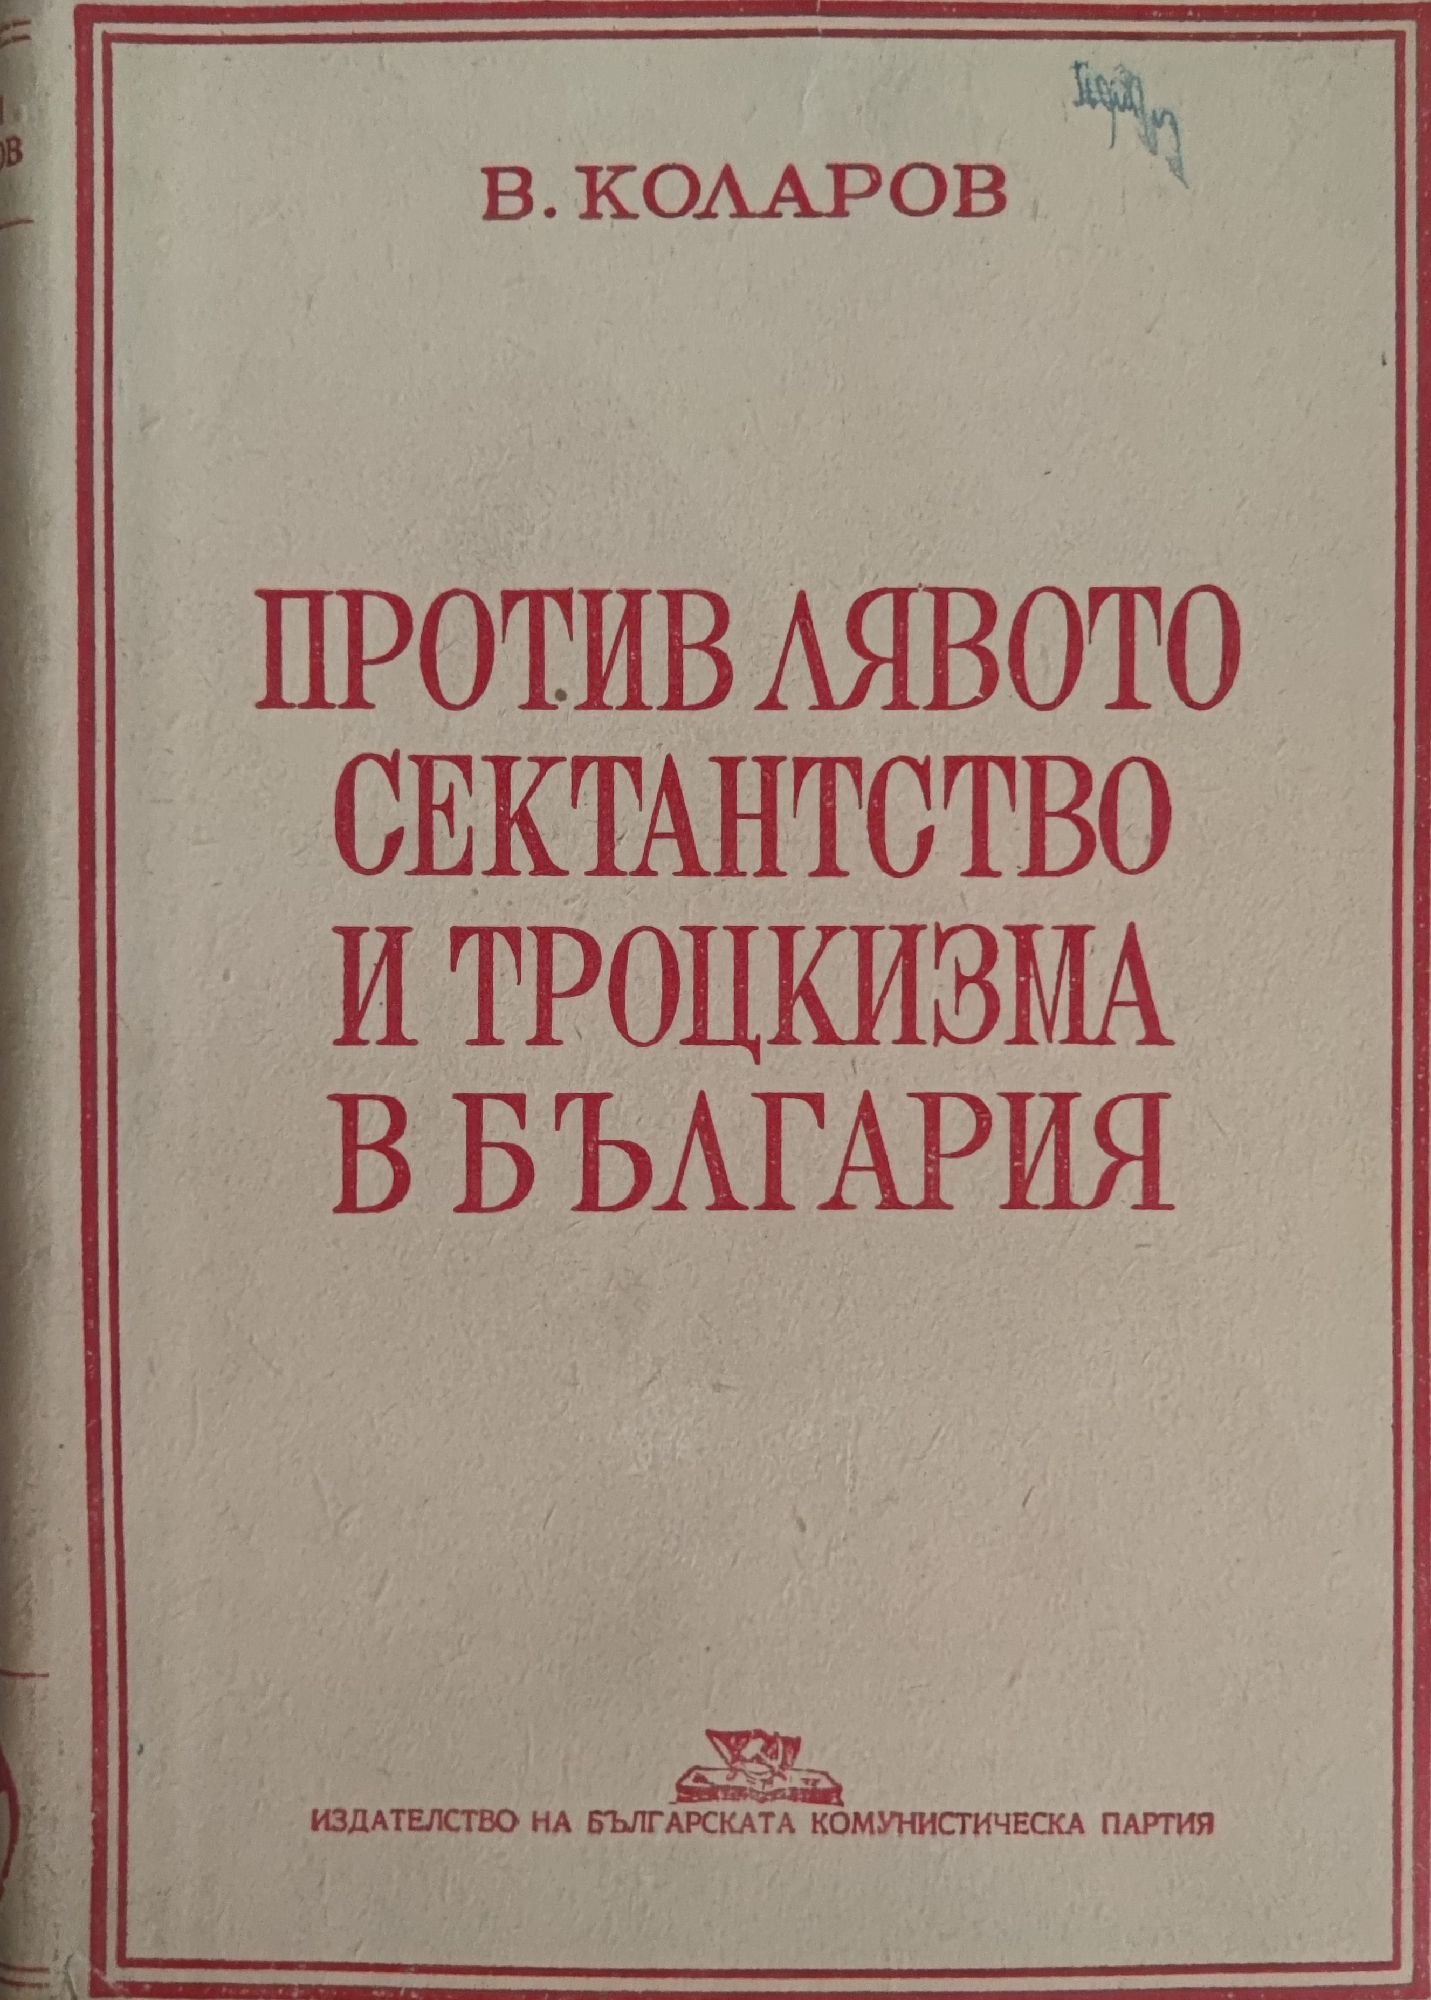 В. КОЛАРОВ
ПРОТИВ ЛЯВОТО
СЕКТАНТСТВО
И ТРОЦКИЗМА
В БЪЛГАРИЯ
ИЗДАТЕЛСТВО НА БЪЛГАРСКАТА КОМУНИСТИЧЕСКА ПАРТИЯ